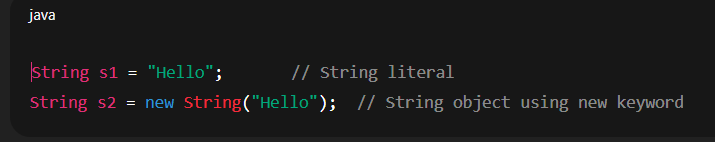 java
String s1 = "Hello";       // String literal
String s2 = new String("Hello");  // String object using new keyword